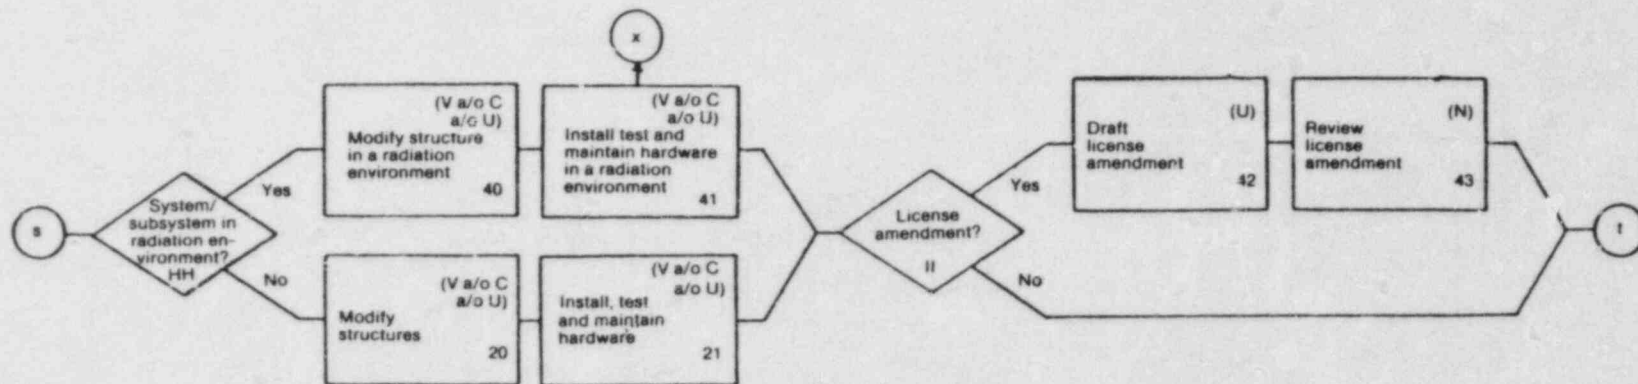 x
s
System/
subsystem in
radiation en-
vironment?
HH
Yes
No
(V a/o C
a/o U)
Modify structure
in a radiation
environment
40
(V a/o C
a/o U)
Install test and
maintain hardware
in a radiation
environment
41
(V a/o C
a/o U)
Modify
structures
20
(V a/o C
a/o U)
Install, test
and maintain
hardware
21
License
amendment?
II
Yes
No
(U)
Draft
license
amendment
42
(N)
Review
license
amendment
43
t